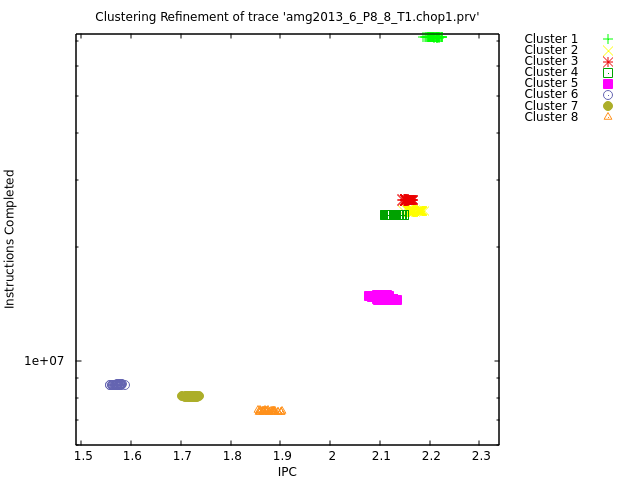 Clustering Refinement of trace 'amg2013_6_P8_8_T1.chop1.prv'
Cluster 1
Cluster 2
Cluster 3
Cluster 4
Cluster 5
Cluster 6
Cluster 7
Cluster 8
Instructions Completed
1e+07
1.5 1.6 1.7 1.8 1.9 2 2.1 2.2 2.3
IPC